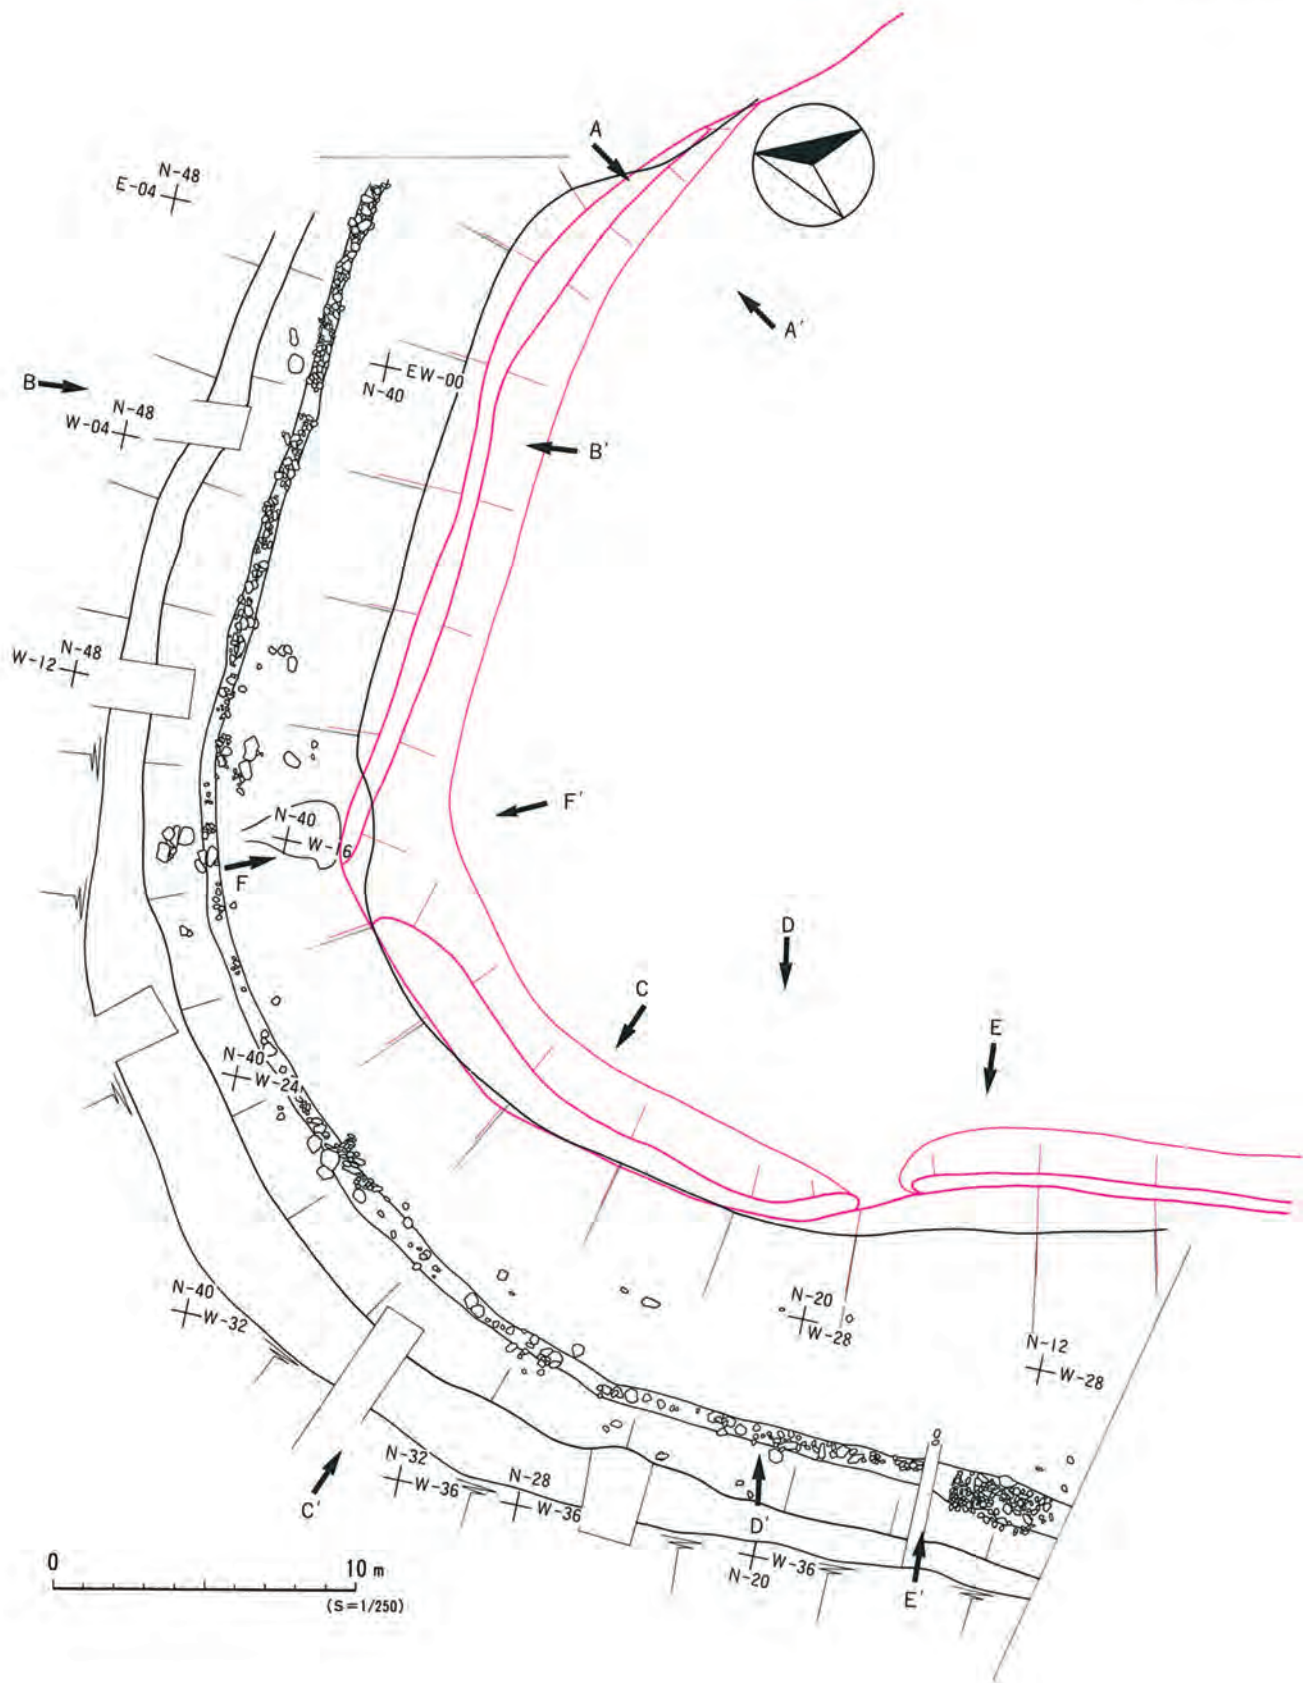 A
N-48
E-04
A'
B
EW-00
N-40
N-48
W-04
B'
N-48
W-12
F'
N-40
W-16
F
D
C
E
N-40
W-24
N-40
W-32
N-20
W-28
N-12
W-28
N-32
W-36
N-28
W-36
C'
D'
W-36
N-20
E'
0 10 m
(S=1/250)